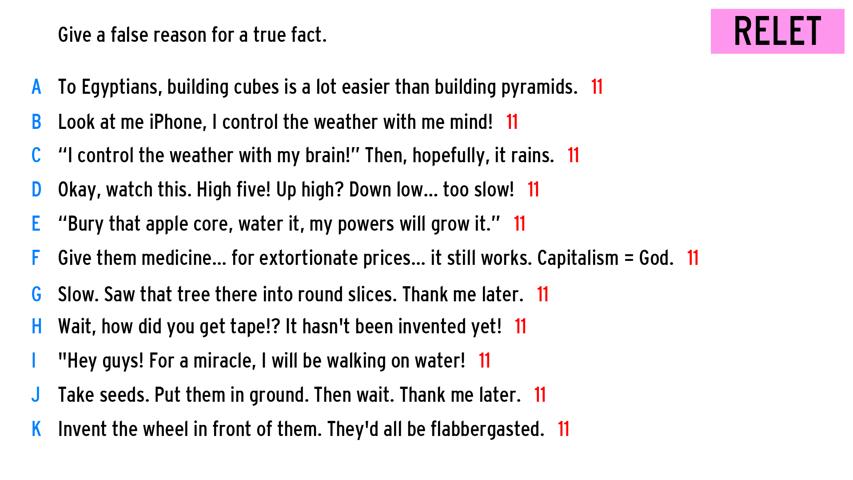 Give a false reason for a true fact.
RELET
A To Egyptians, building cubes is a lot easier than building pyramids. 11
B Look at me iPhone, I control the weather with me mind! 11
C “I control the weather with my brain!” Then, hopefully, it rains. 11
D Okay, watch this. High five! Up high? Down low... too slow! 11
E “Bury that apple core, water it, my powers will grow it.” 11
F Give them medicine... for extortionate prices... it still works. Capitalism = God. 11
G Slow. Saw that tree there into round slices. Thank me later. 11
H Wait, how did you get tape!? It hasn't been invented yet! 11
I "Hey guys! For a miracle, I will be walking on water! 11
J Take seeds. Put them in ground. Then wait. Thank me later. 11
K Invent the wheel in front of them. They'd all be flabbergasted. 11